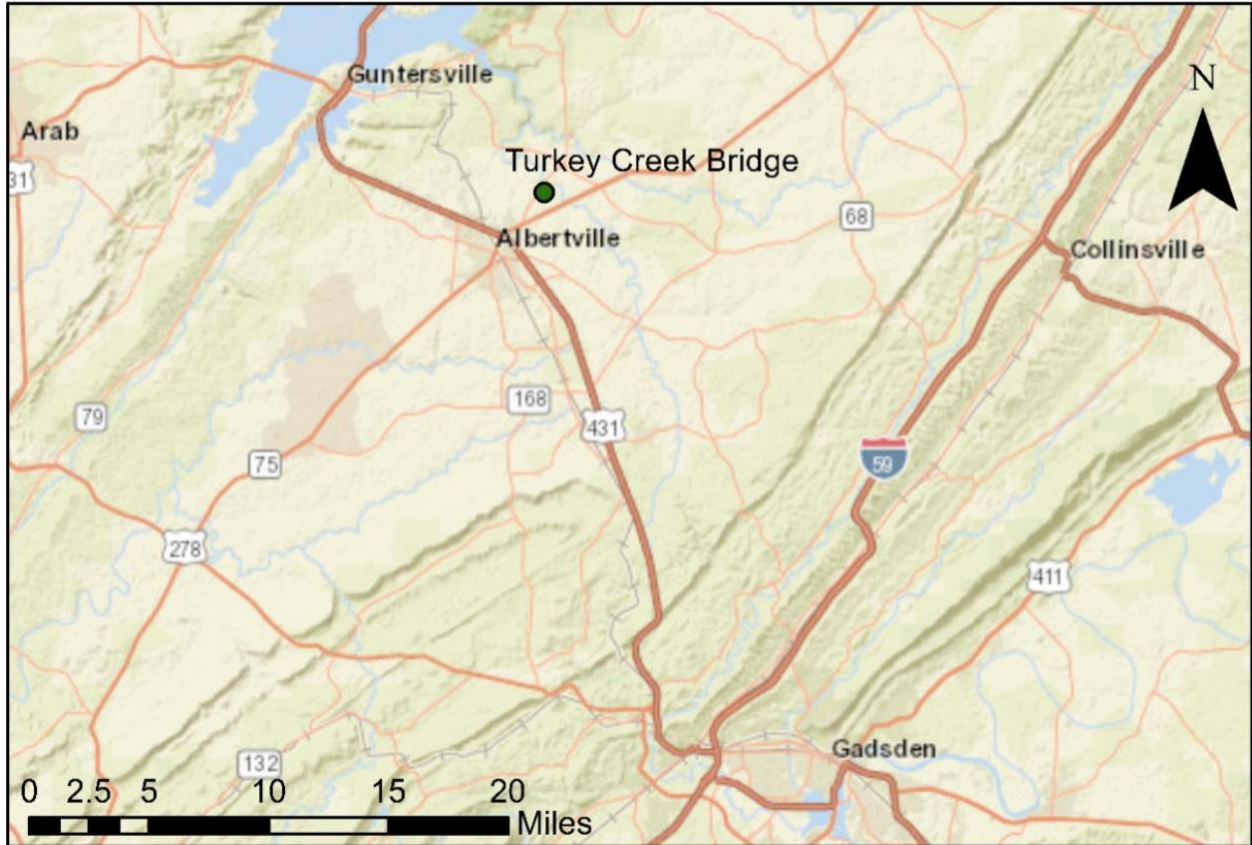 Guntersville
N
Arab
31
Turkey Creek Bridge
68
Albertville
Collinsville
168
79
431
75
59
278
411
Gadsden
132
0 2.5 5 10 15 20
Miles